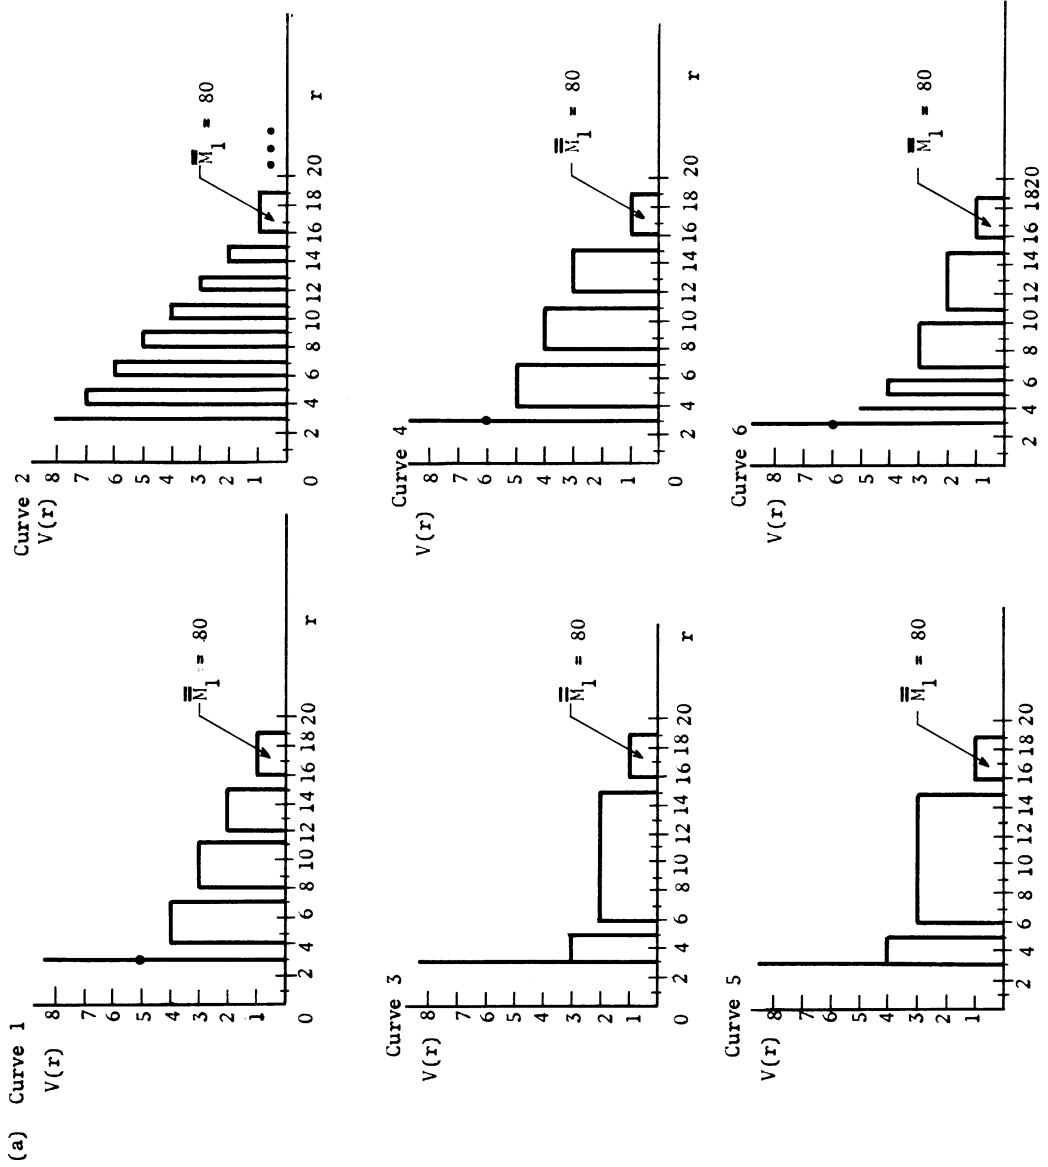 (a) Curve 1
V(r)
8
7
6
5
4
3
2
1
M̿₁ = 80
0 2 4 6 8 10 12 14 16 18 20 r
Curve 2
V(r)
8
7
6
5
4
3
2
1
M̿₁ = 80
•••
0 2 4 6 8 10 12 14 16 18 20 r
Curve 3
V(r)
8
7
6
5
4
3
2
1
M̿₁ = 80
0 2 4 6 8 10 12 14 16 18 20 r
Curve 4
V(r)
8
7
6
5
4
3
2
1
M̿₁ = 80
0 2 4 6 8 10 12 14 16 18 20 r
Curve 5
V(r)
8
7
6
5
4
3
2
1
M̿₁ = 80
2 4 6 8 10 12 14 16 18 20
Curve 6
V(r)
8
7
6
5
4
3
2
1
M̿₁ = 80
2 4 6 8 10 12 14 16 18 20